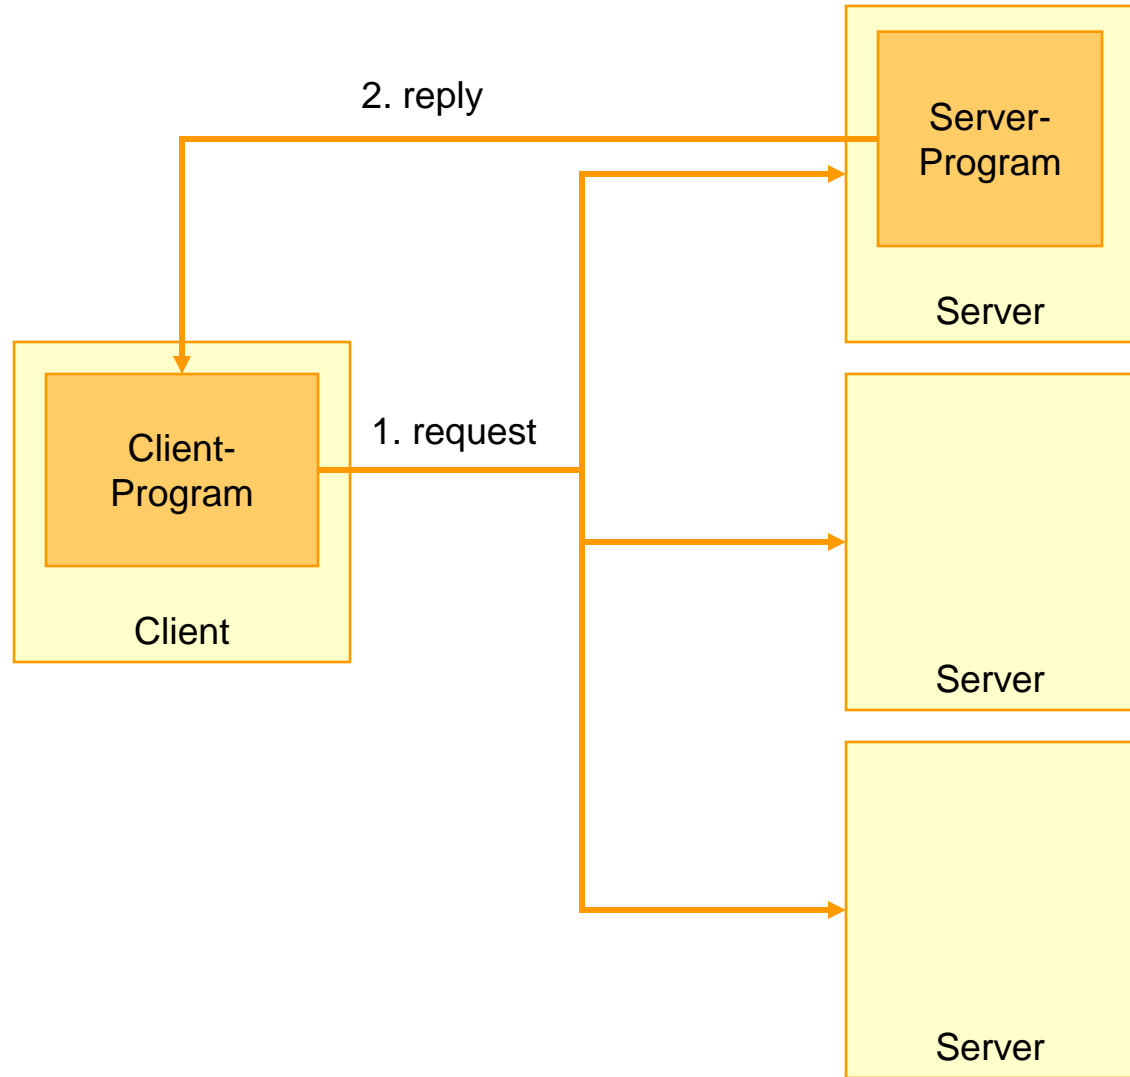 2. reply
Server-
Program
Server
1. request
Client-
Program
Client
Server
Server